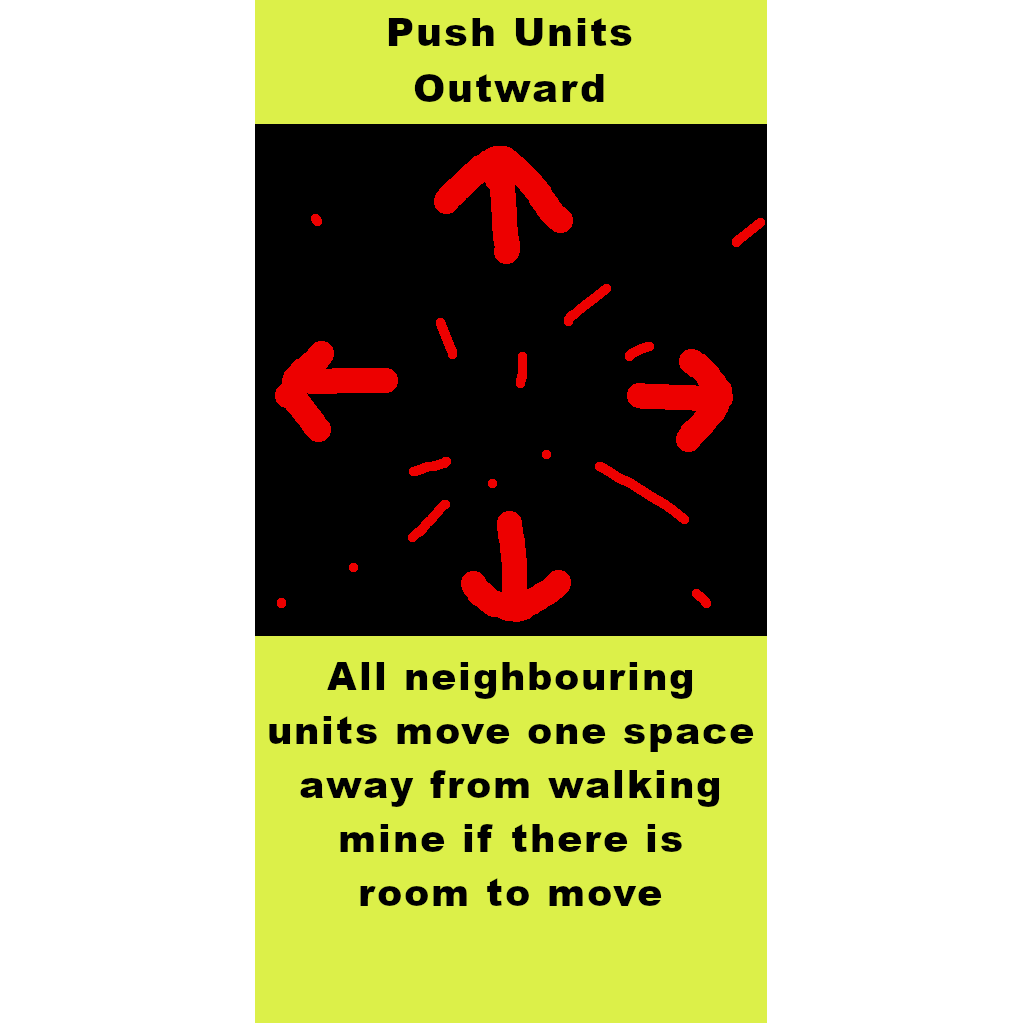 Push Units
Outward
All neighbouring
units move one space
away from walking
mine if there is
room to move